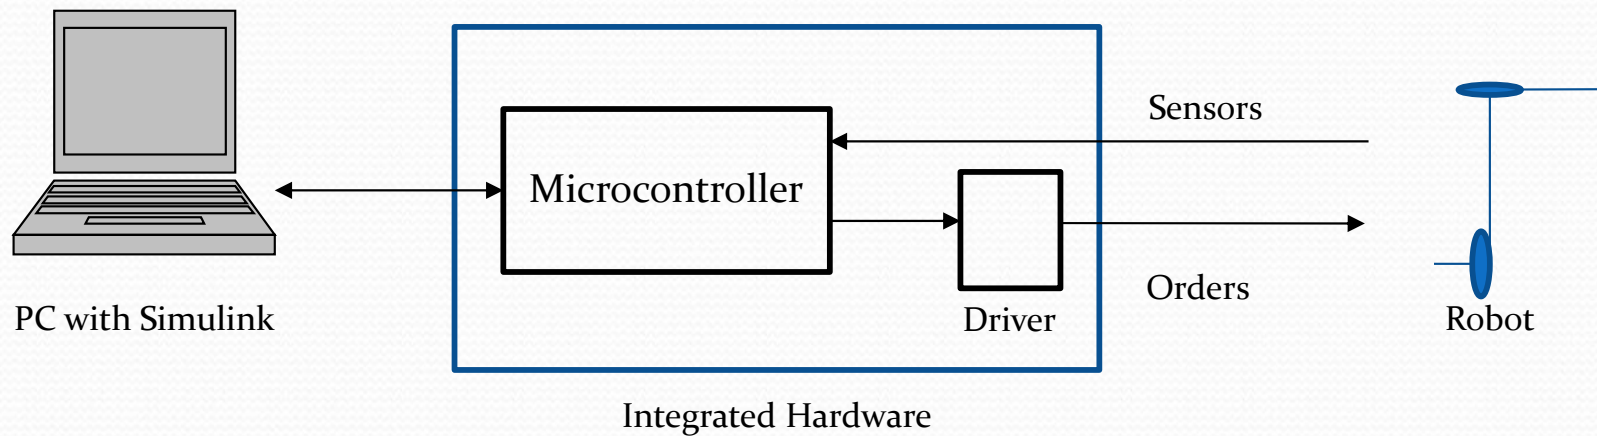 Sensors
Microcontroller
Orders
PC with Simulink
Driver
Robot
Integrated Hardware